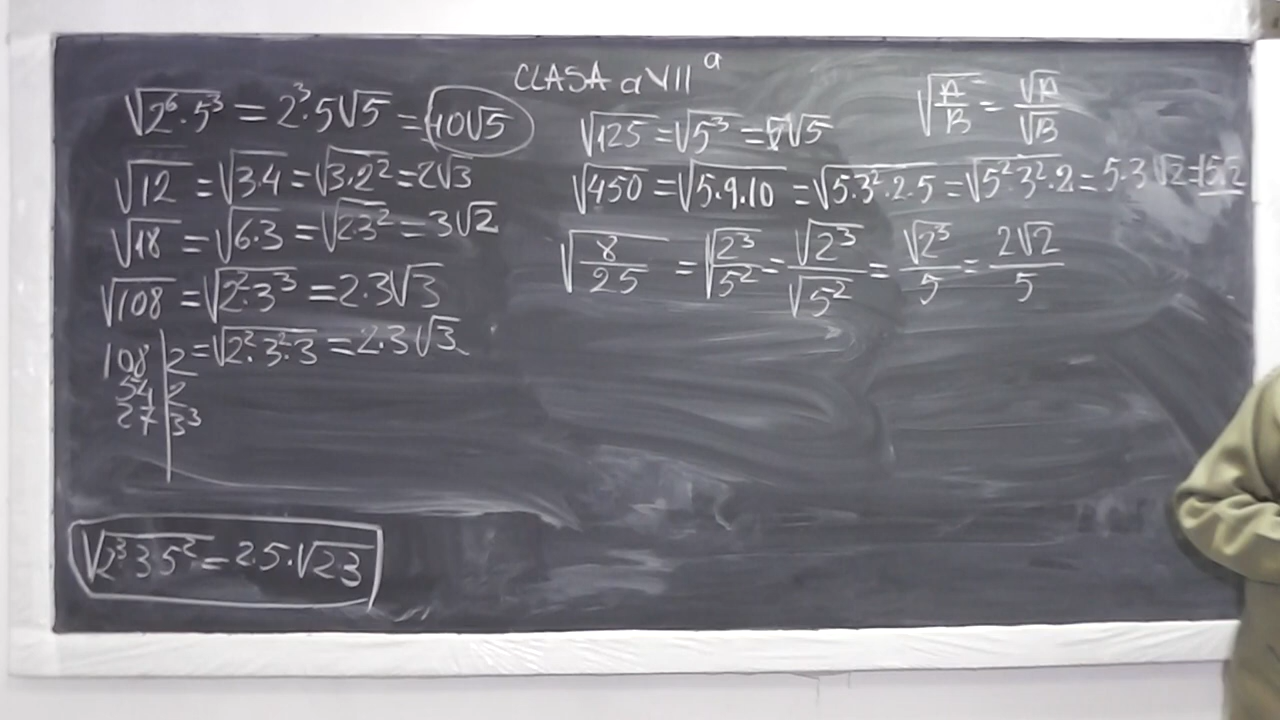 CLASA a VII ª
√2⁶·5³ = 2³·5√5 = 40√5
√12 = √3·4 = √3·2² = 2√3
√18 = √6·3 = √2·3² = 3√2
√108 = √2²·3³ = 2·3√3
= √2²·3²·3 = 2·3√3
108 | 2
54 | 2
27 | 3³
√2³·3·5² = 2·5·√2·3
√A/B = √A/√B
√125 = √5³ = 5√5
√450 = √5·9·10 = √5·3²·2·5 = √5²·3²·2 = 5·3√2 = 15√2
√8/25 = √2³/5² = √2³/√5² = √2³/5 = 2√2/5